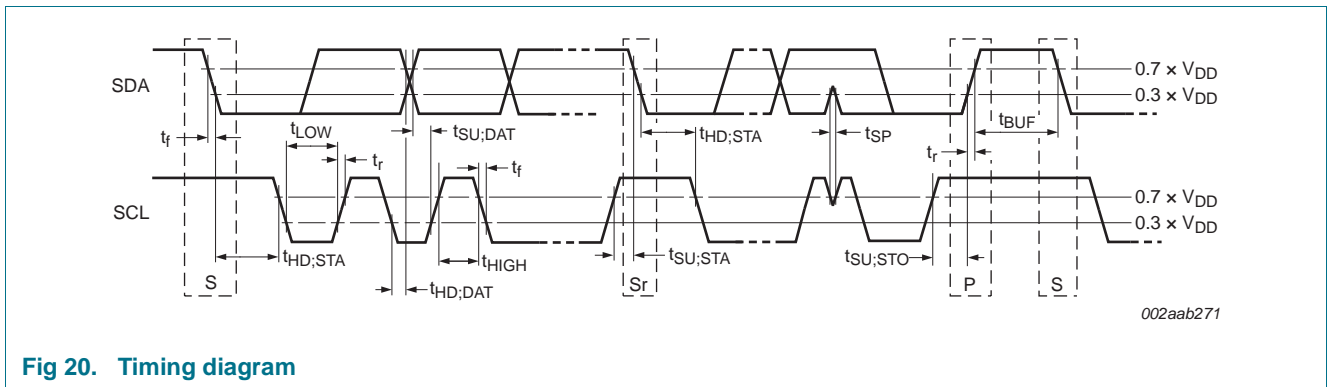 SDA
0.7 × VDD
0.3 × VDD
tf
tLOW
tSU;DAT
tHD;STA
tSP
tBUF
tr
tr
tf
SCL
0.7 × VDD
0.3 × VDD
tHD;STA
tHIGH
tSU;STA
tSU;STO
S
tHD;DAT
Sr
P
S
002aab271
Fig 20. Timing diagram